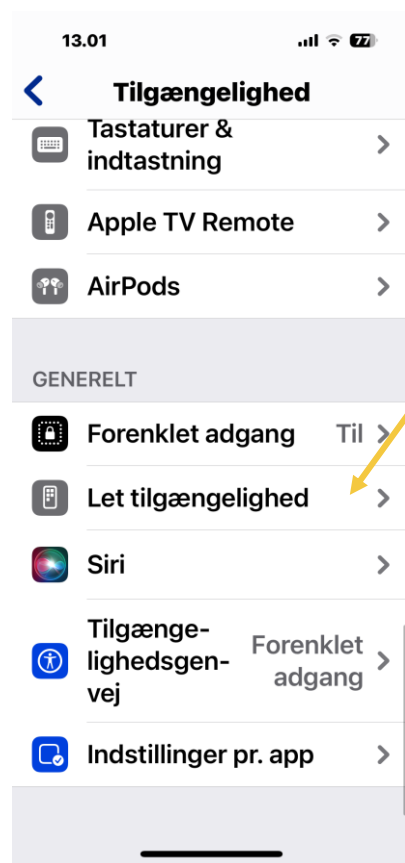 13.01 77
Tilgængelighed
Tastaturer &
indtastning
Apple TV Remote
AirPods
GENERELT
Forenklet adgang Til
Let tilgængelighed
Siri
Tilgænge-
lighedsgen-
vej
Forenklet
adgang
Indstillinger pr. app